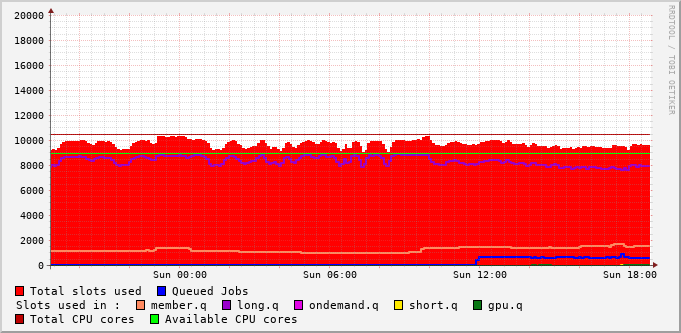 RRDTOOL / TOBI OETIKER
20000
18000
16000
14000
12000
10000
8000
6000
4000
2000
0
Sun 00:00 Sun 06:00 Sun 12:00 Sun 18:00
Total slots used Queued Jobs
Slots used in : member.q long.q ondemand.q short.q gpu.q
Total CPU cores Available CPU cores